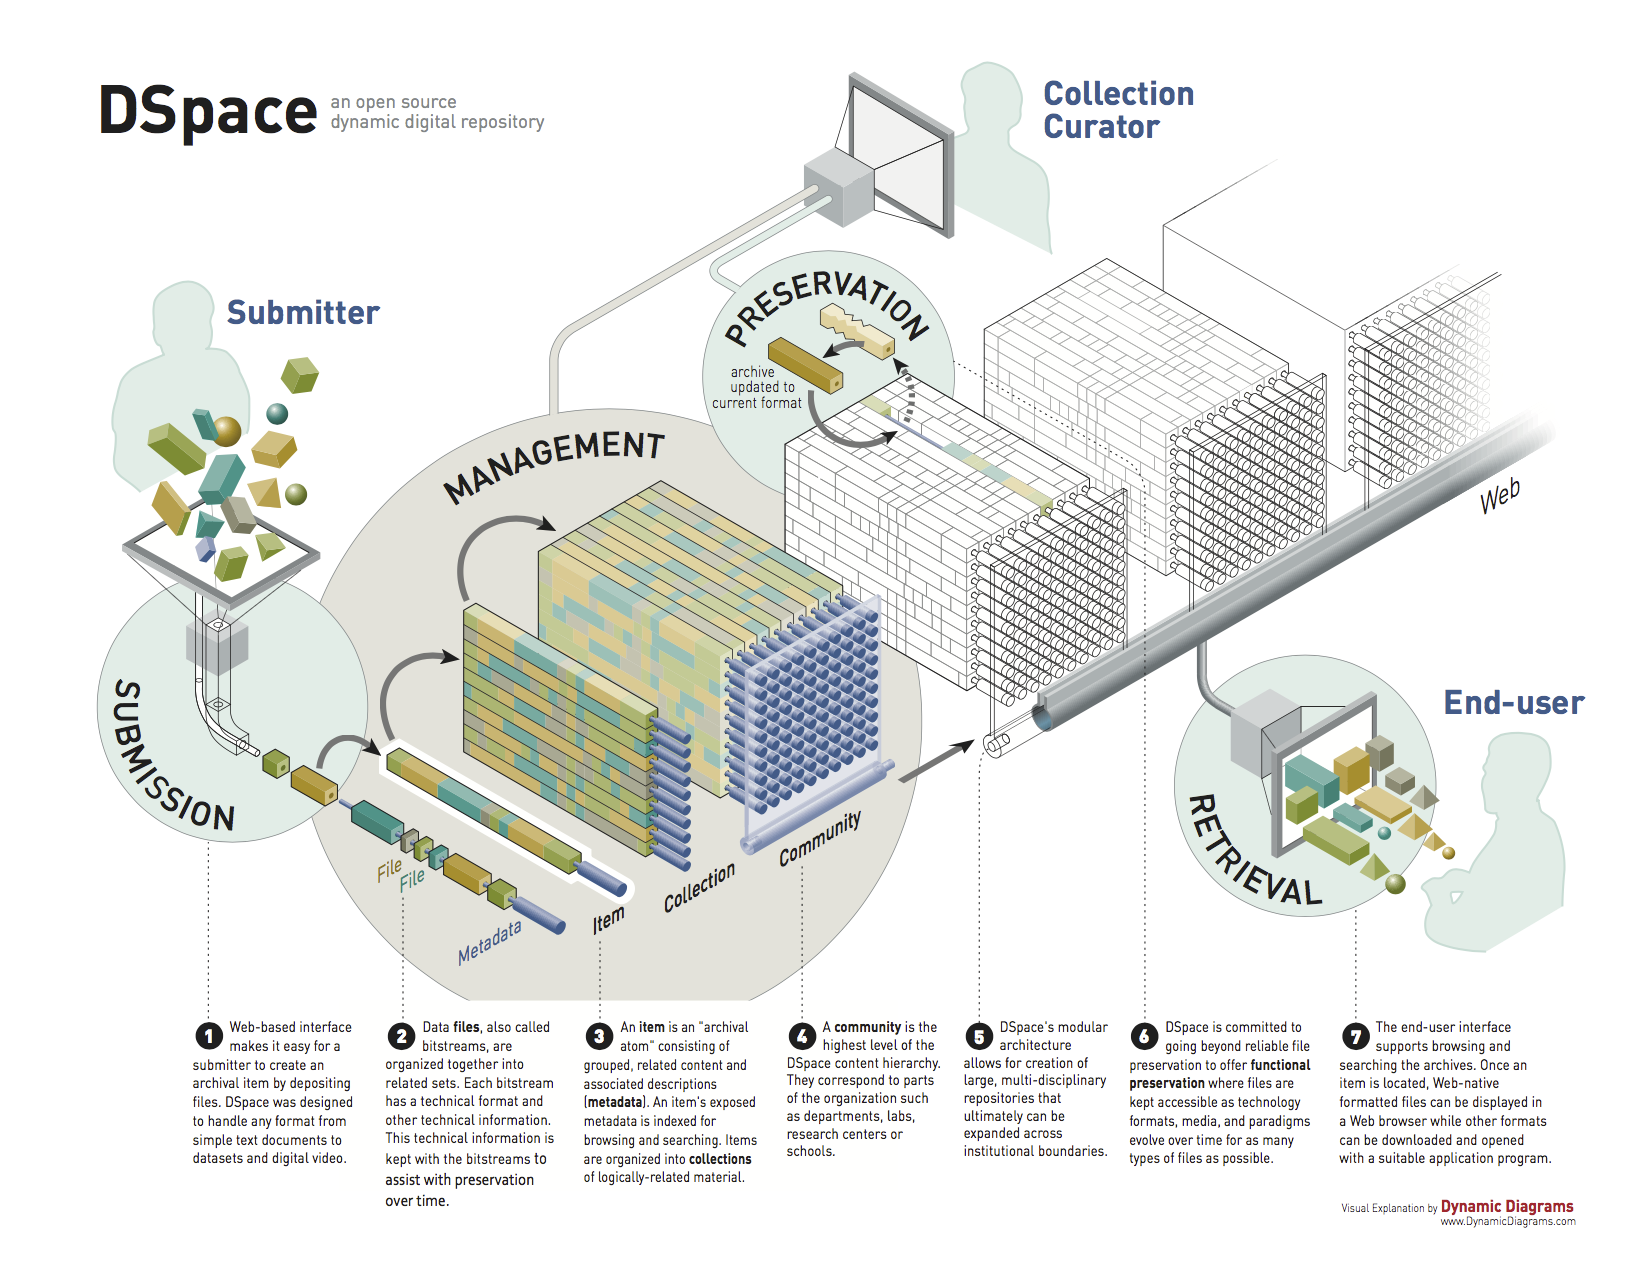 DSpace
an open source
dynamic digital repository
Collection
Curator
Submitter
PRESERVATION
archive
updated to
current format
MANAGEMENT
Web
SUBMISSION
End-user
RETRIEVAL
File
File
Metadata
Item
Collection
Community
1 Web-based interface
makes it easy for a
submitter to create an
archival item by depositing
files. DSpace was designed
to handle any format from
simple text documents to
datasets and digital video.
2 Data files, also called
bitstreams, are
organized together into
related sets. Each bitstream
has a technical format and
other technical information.
This technical information is
kept with the bitstreams to
assist with preservation
over time.
3 An item is an "archival
atom" consisting of
grouped, related content and
associated descriptions
(metadata). An item's exposed
metadata is indexed for
browsing and searching. Items
are organized into collections
of logically-related material.
4 A community is the
highest level of the
DSpace content hierarchy.
They correspond to parts
of the organization such
as departments, labs,
research centers or
schools.
5 DSpace's modular
architecture
allows for creation of
large, multi-disciplinary
repositories that
ultimately can be
expanded across
institutional boundaries.
6 DSpace is committed to
going beyond reliable file
preservation to offer functional
preservation where files are
kept accessible as technology
formats, media, and paradigms
evolve over time for as many
types of files as possible.
7 The end-user interface
supports browsing and
searching the archives. Once an
item is located, Web-native
formatted files can be displayed in
a Web browser while other formats
can be downloaded and opened
with a suitable application program.
Visual Explanation by Dynamic Diagrams
www.DynamicDiagrams.com